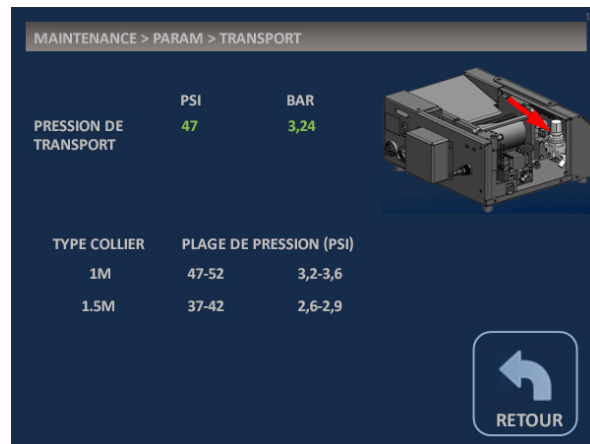 MAINTENANCE > PARAM > TRANSPORT
PSI BAR
PRESSION DE 47 3,24
TRANSPORT
TYPE COLLIER PLAGE DE PRESSION (PSI)
1M 47-52 3,2-3,6
1.5M 37-42 2,6-2,9
RETOUR